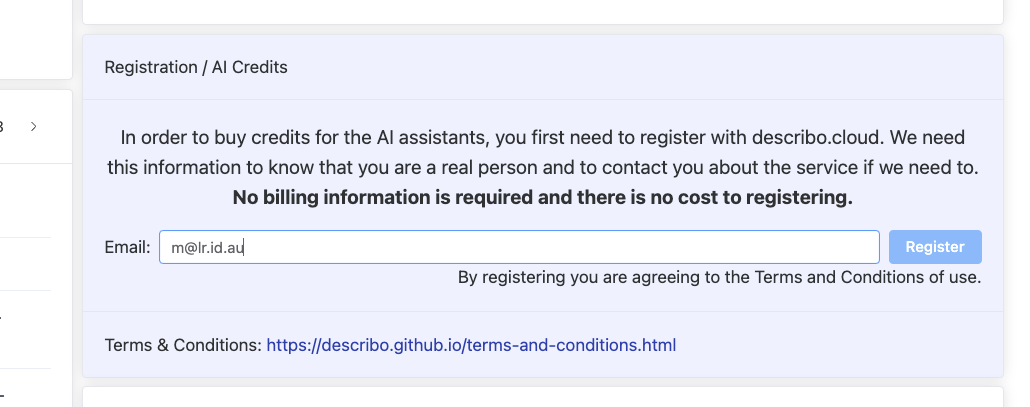 Registration / AI Credits
In order to buy credits for the AI assistants, you first need to register with describo.cloud. We need
this information to know that you are a real person and to contact you about the service if we need to.
No billing information is required and there is no cost to registering.
Email: m@lr.id.au Register
By registering you are agreeing to the Terms and Conditions of use.
Terms & Conditions: https://describo.github.io/terms-and-conditions.html